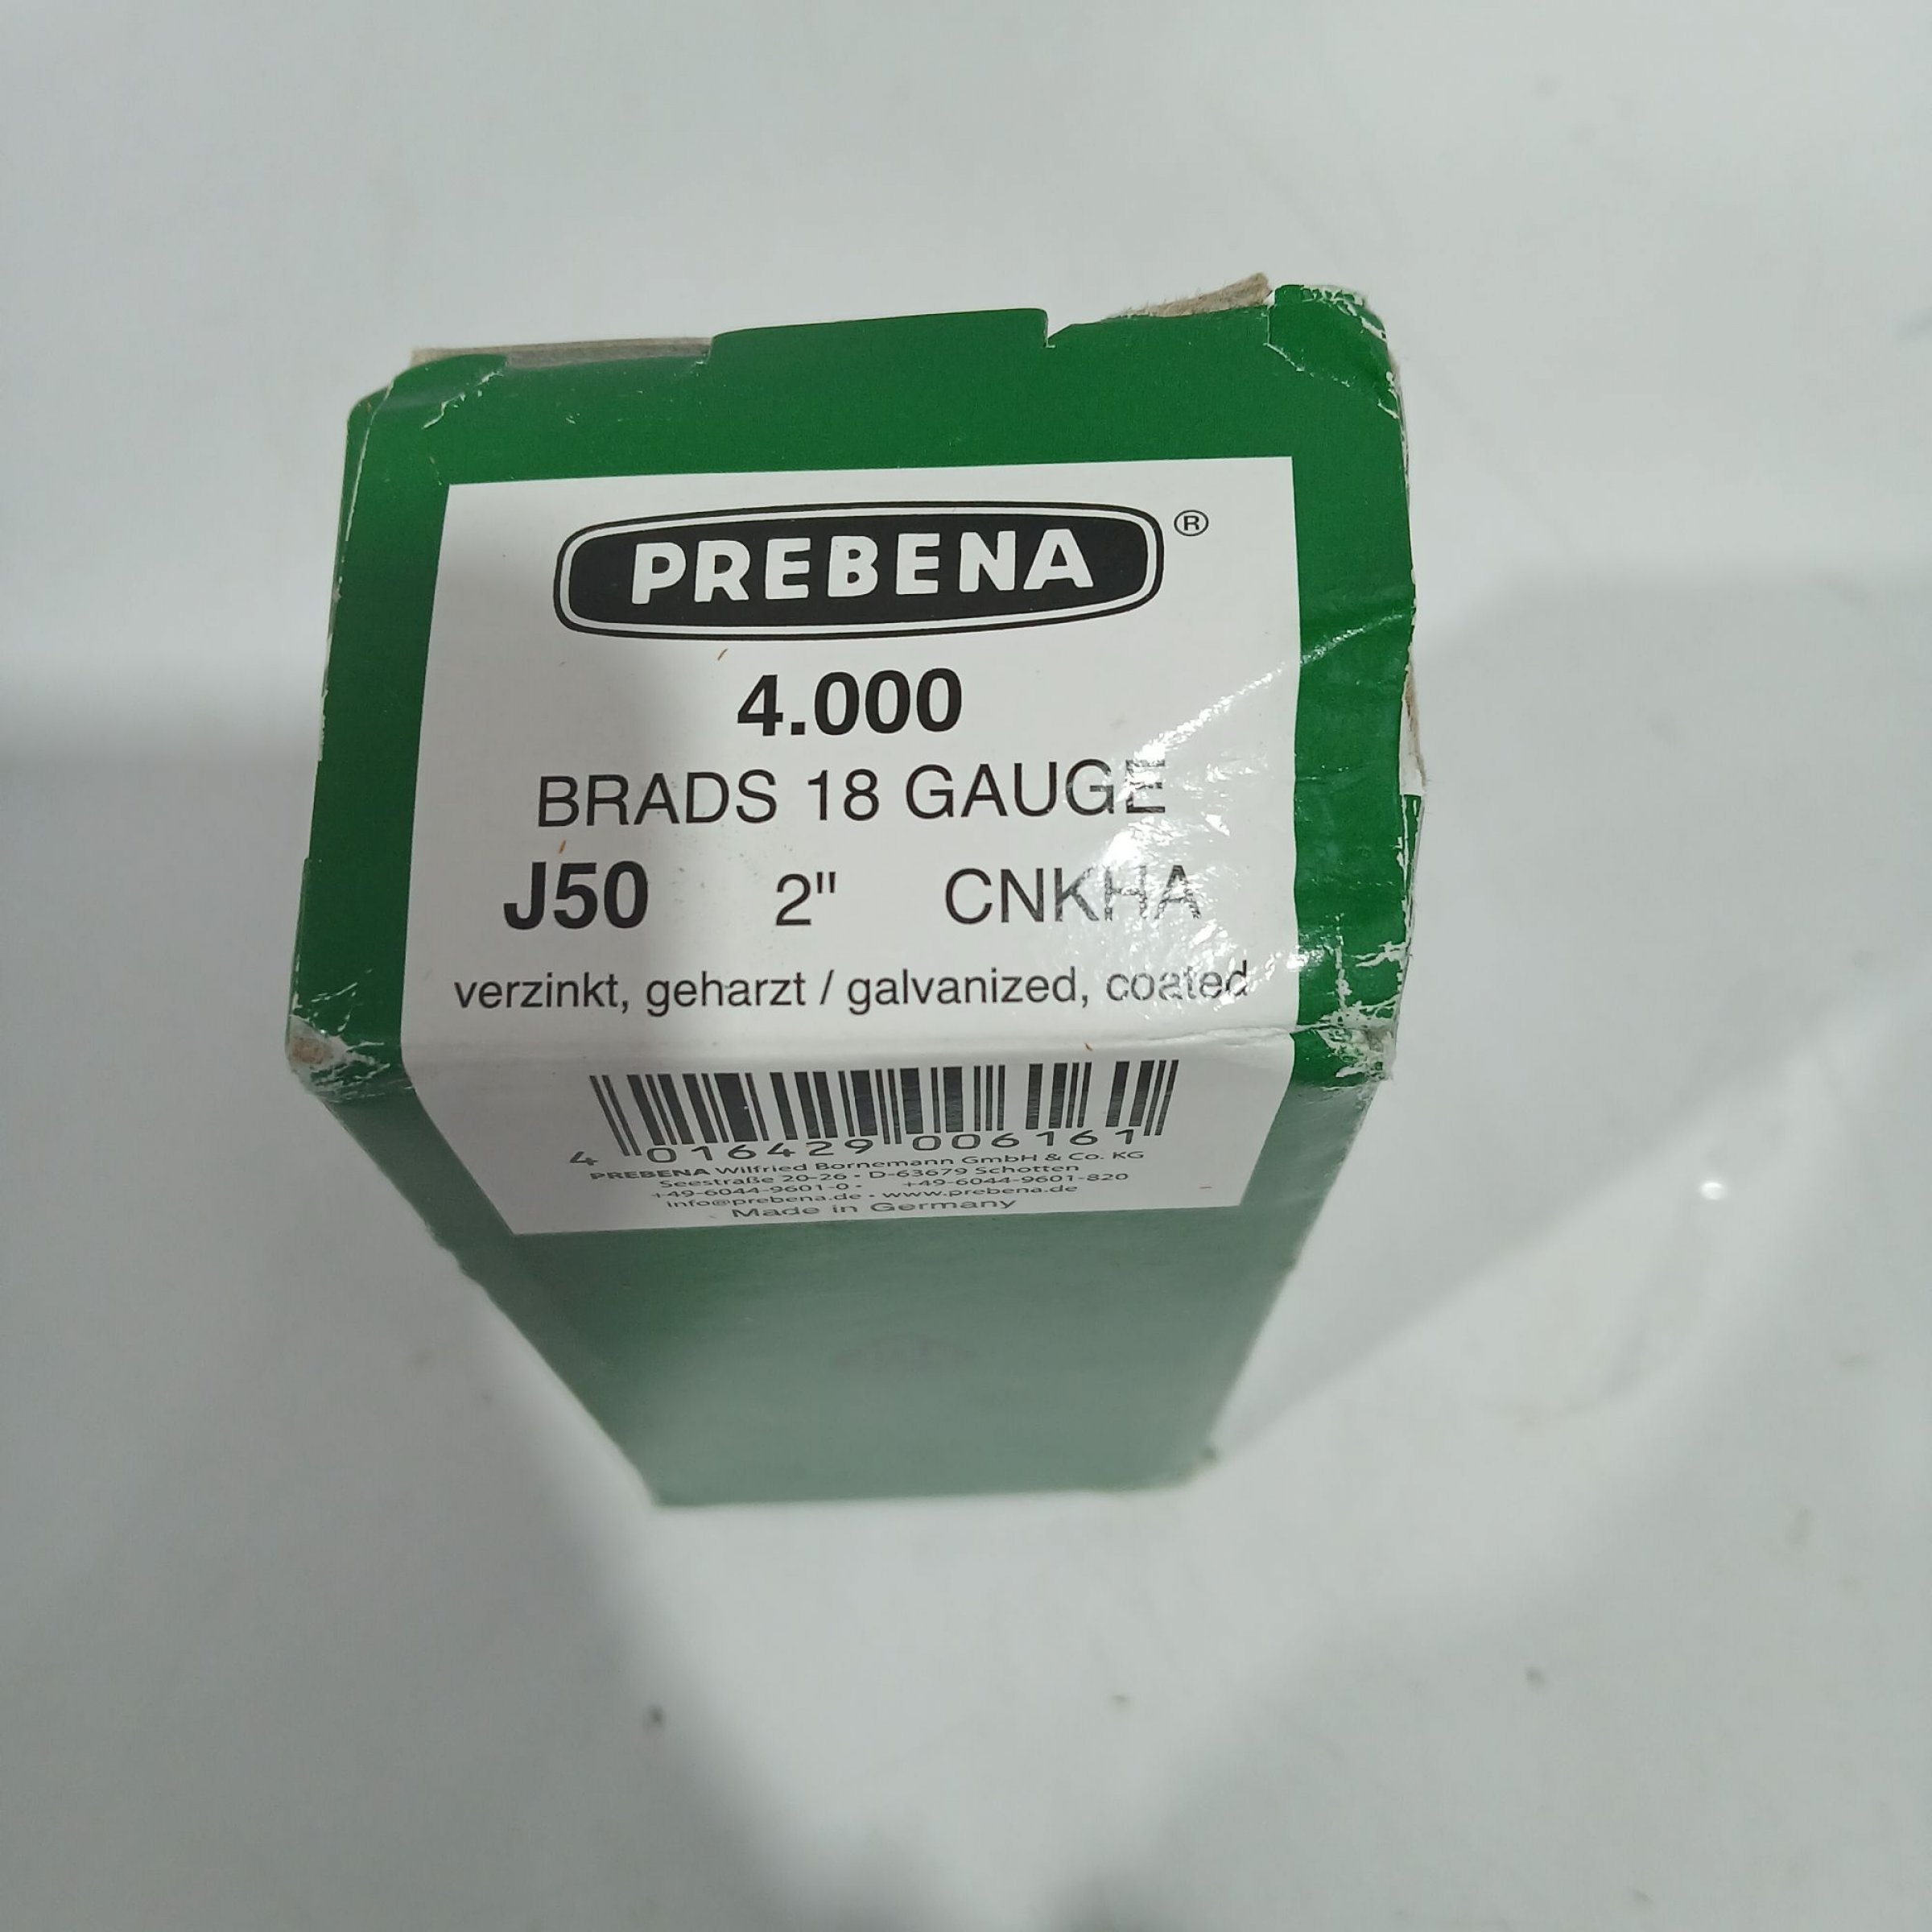 PREBENA ®
4.000
BRADS 18 GAUGE
J50 2" CNKHA
verzinkt, geharzt / galvanized, coated
4 016429 006161
PREBENA Wilfried Bornemann GmbH & Co. KG
Seestraße 20-26 • D-63679 Schotten
+49-6044-9601-0 • +49-6044-9601-820
info@prebena.de • www.prebena.de
Made in Germany